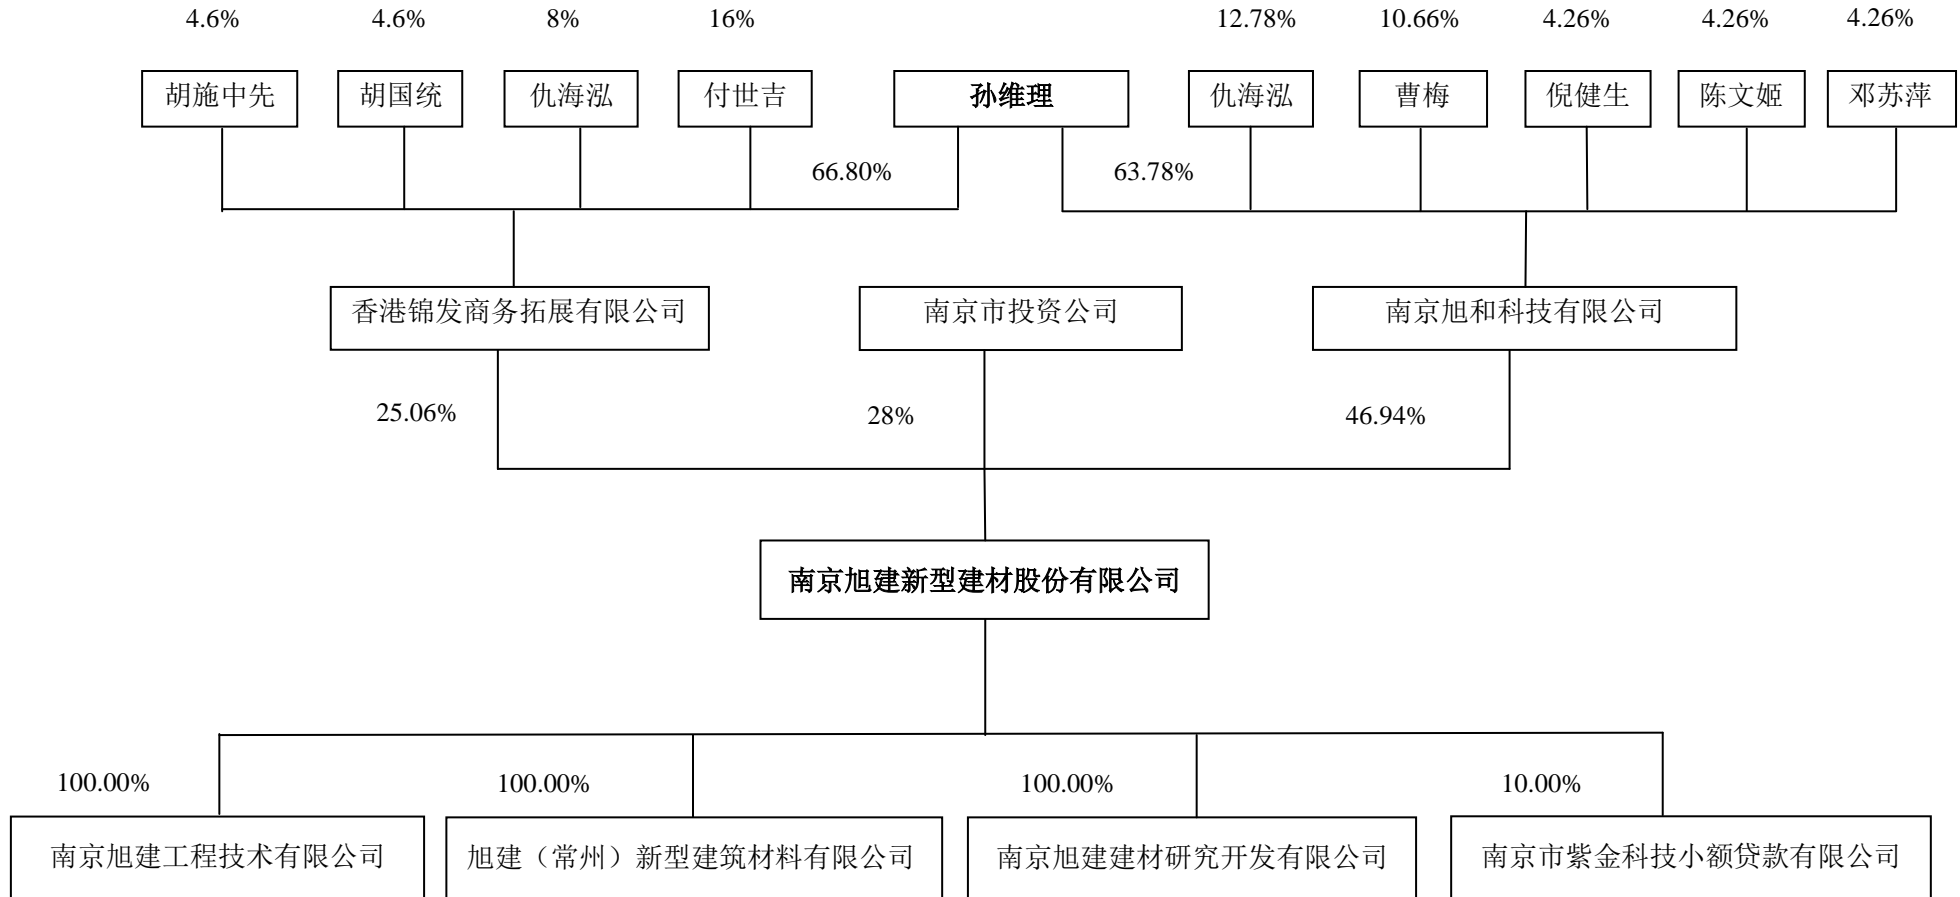 4.6% 4.6% 8% 16% 12.78% 10.66% 4.26% 4.26% 4.26%
胡施中先 胡国统 仇海泓 付世吉 孙维理 仇海泓 曹梅 倪健生 陈文姬 邓苏萍
66.80% 63.78%
香港锦发商务拓展有限公司 南京市投资公司 南京旭和科技有限公司
25.06% 28% 46.94%
南京旭建新型建材股份有限公司
100.00% 100.00% 100.00% 10.00%
南京旭建工程技术有限公司 旭建（常州）新型建筑材料有限公司 南京旭建建材研究开发有限公司 南京市紫金科技小额贷款有限公司